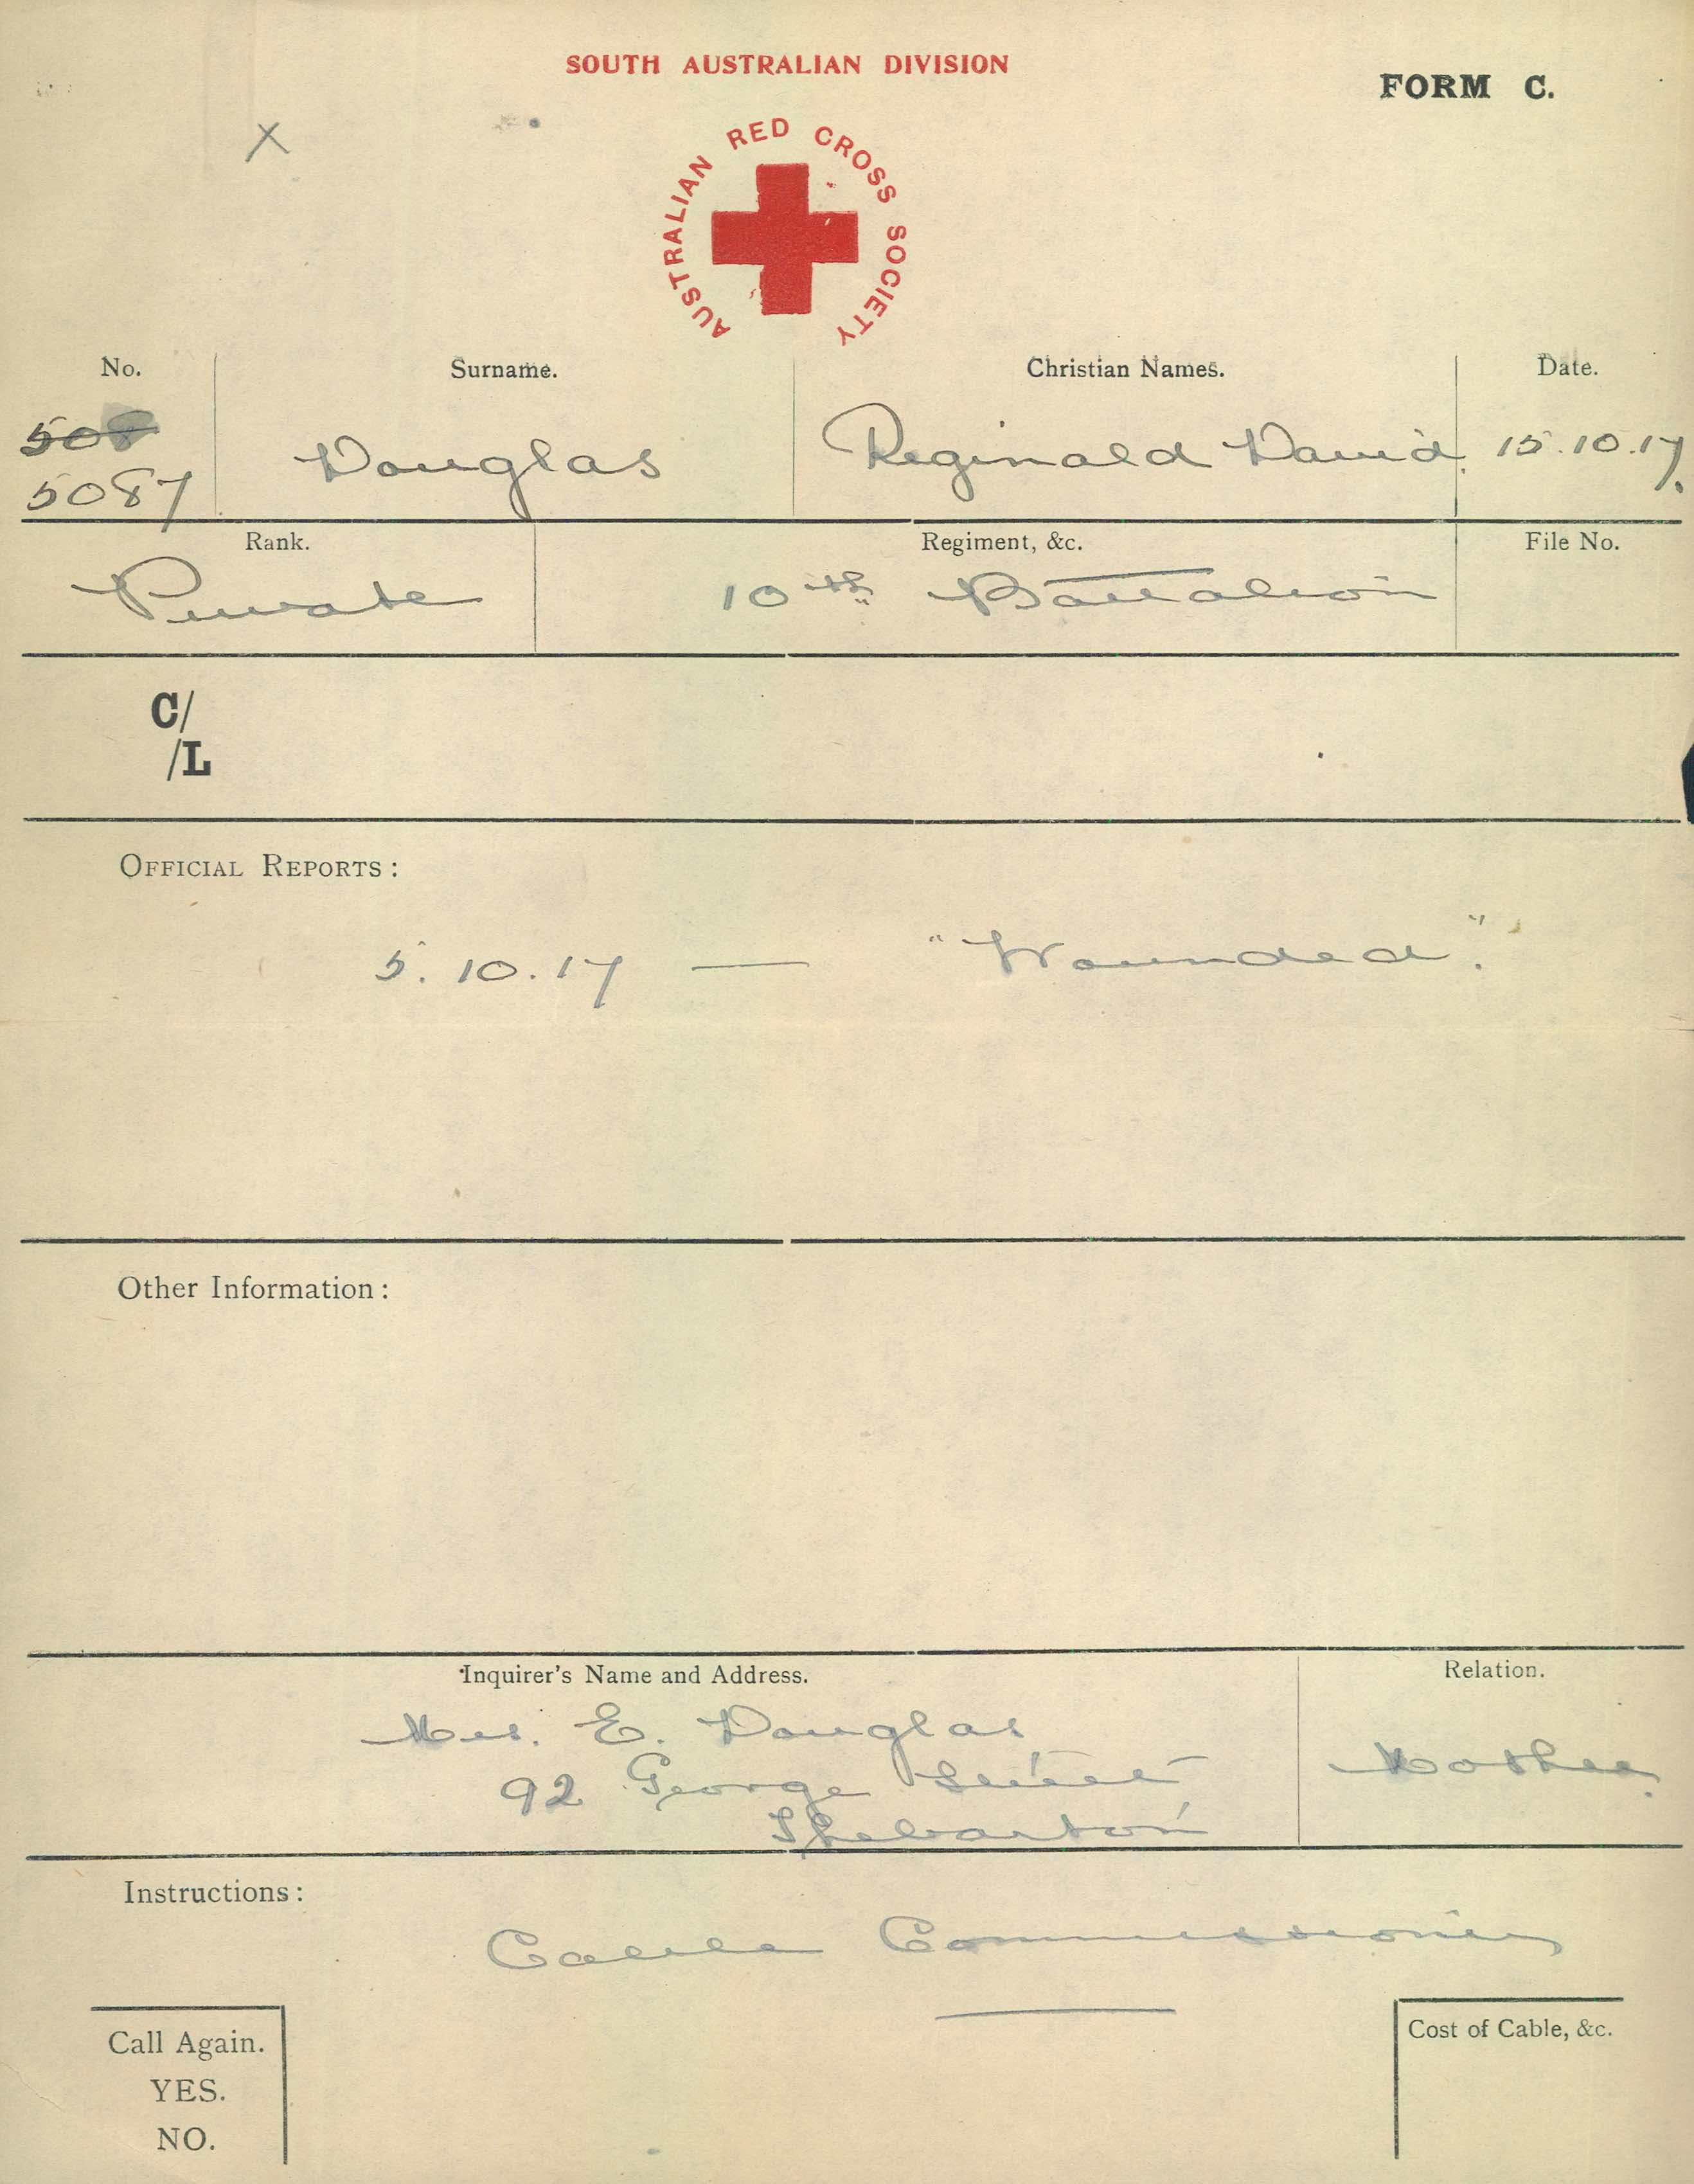 SOUTH AUSTRALIAN DIVISION
FORM C.
X
AUSTRALIAN RED CROSS SOCIETY
No. Surname. Christian Names. Date.
508
5087 Douglas Reginald David. 15.10.17.
Rank. Regiment, &c. File No.
Private 10th Battalion
C/
/L
OFFICIAL REPORTS:
5.10.17 — "Wounded".
Other Information:
Inquirer's Name and Address. Relation.
Mrs. E. Douglas
92 George Street Mother.
Thebarton
Instructions:
Cable Commissioner
Call Again. Cost of Cable, &c.
YES.
NO.